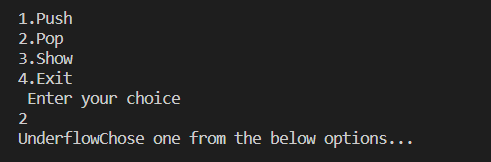 1.Push
2.Pop
3.Show
4.Exit
Enter your choice
2
UnderflowChose one from the below options...